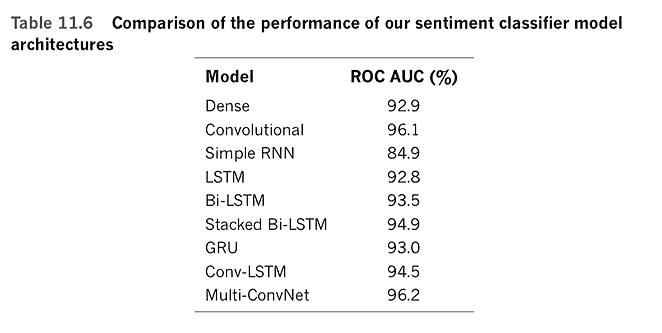 Table 11.6 Comparison of the performance of our sentiment classifier model
architectures
Model ROC AUC (%)
Dense 92.9
Convolutional 96.1
Simple RNN 84.9
LSTM 92.8
Bi-LSTM 93.5
Stacked Bi-LSTM 94.9
GRU 93.0
Conv-LSTM 94.5
Multi-ConvNet 96.2